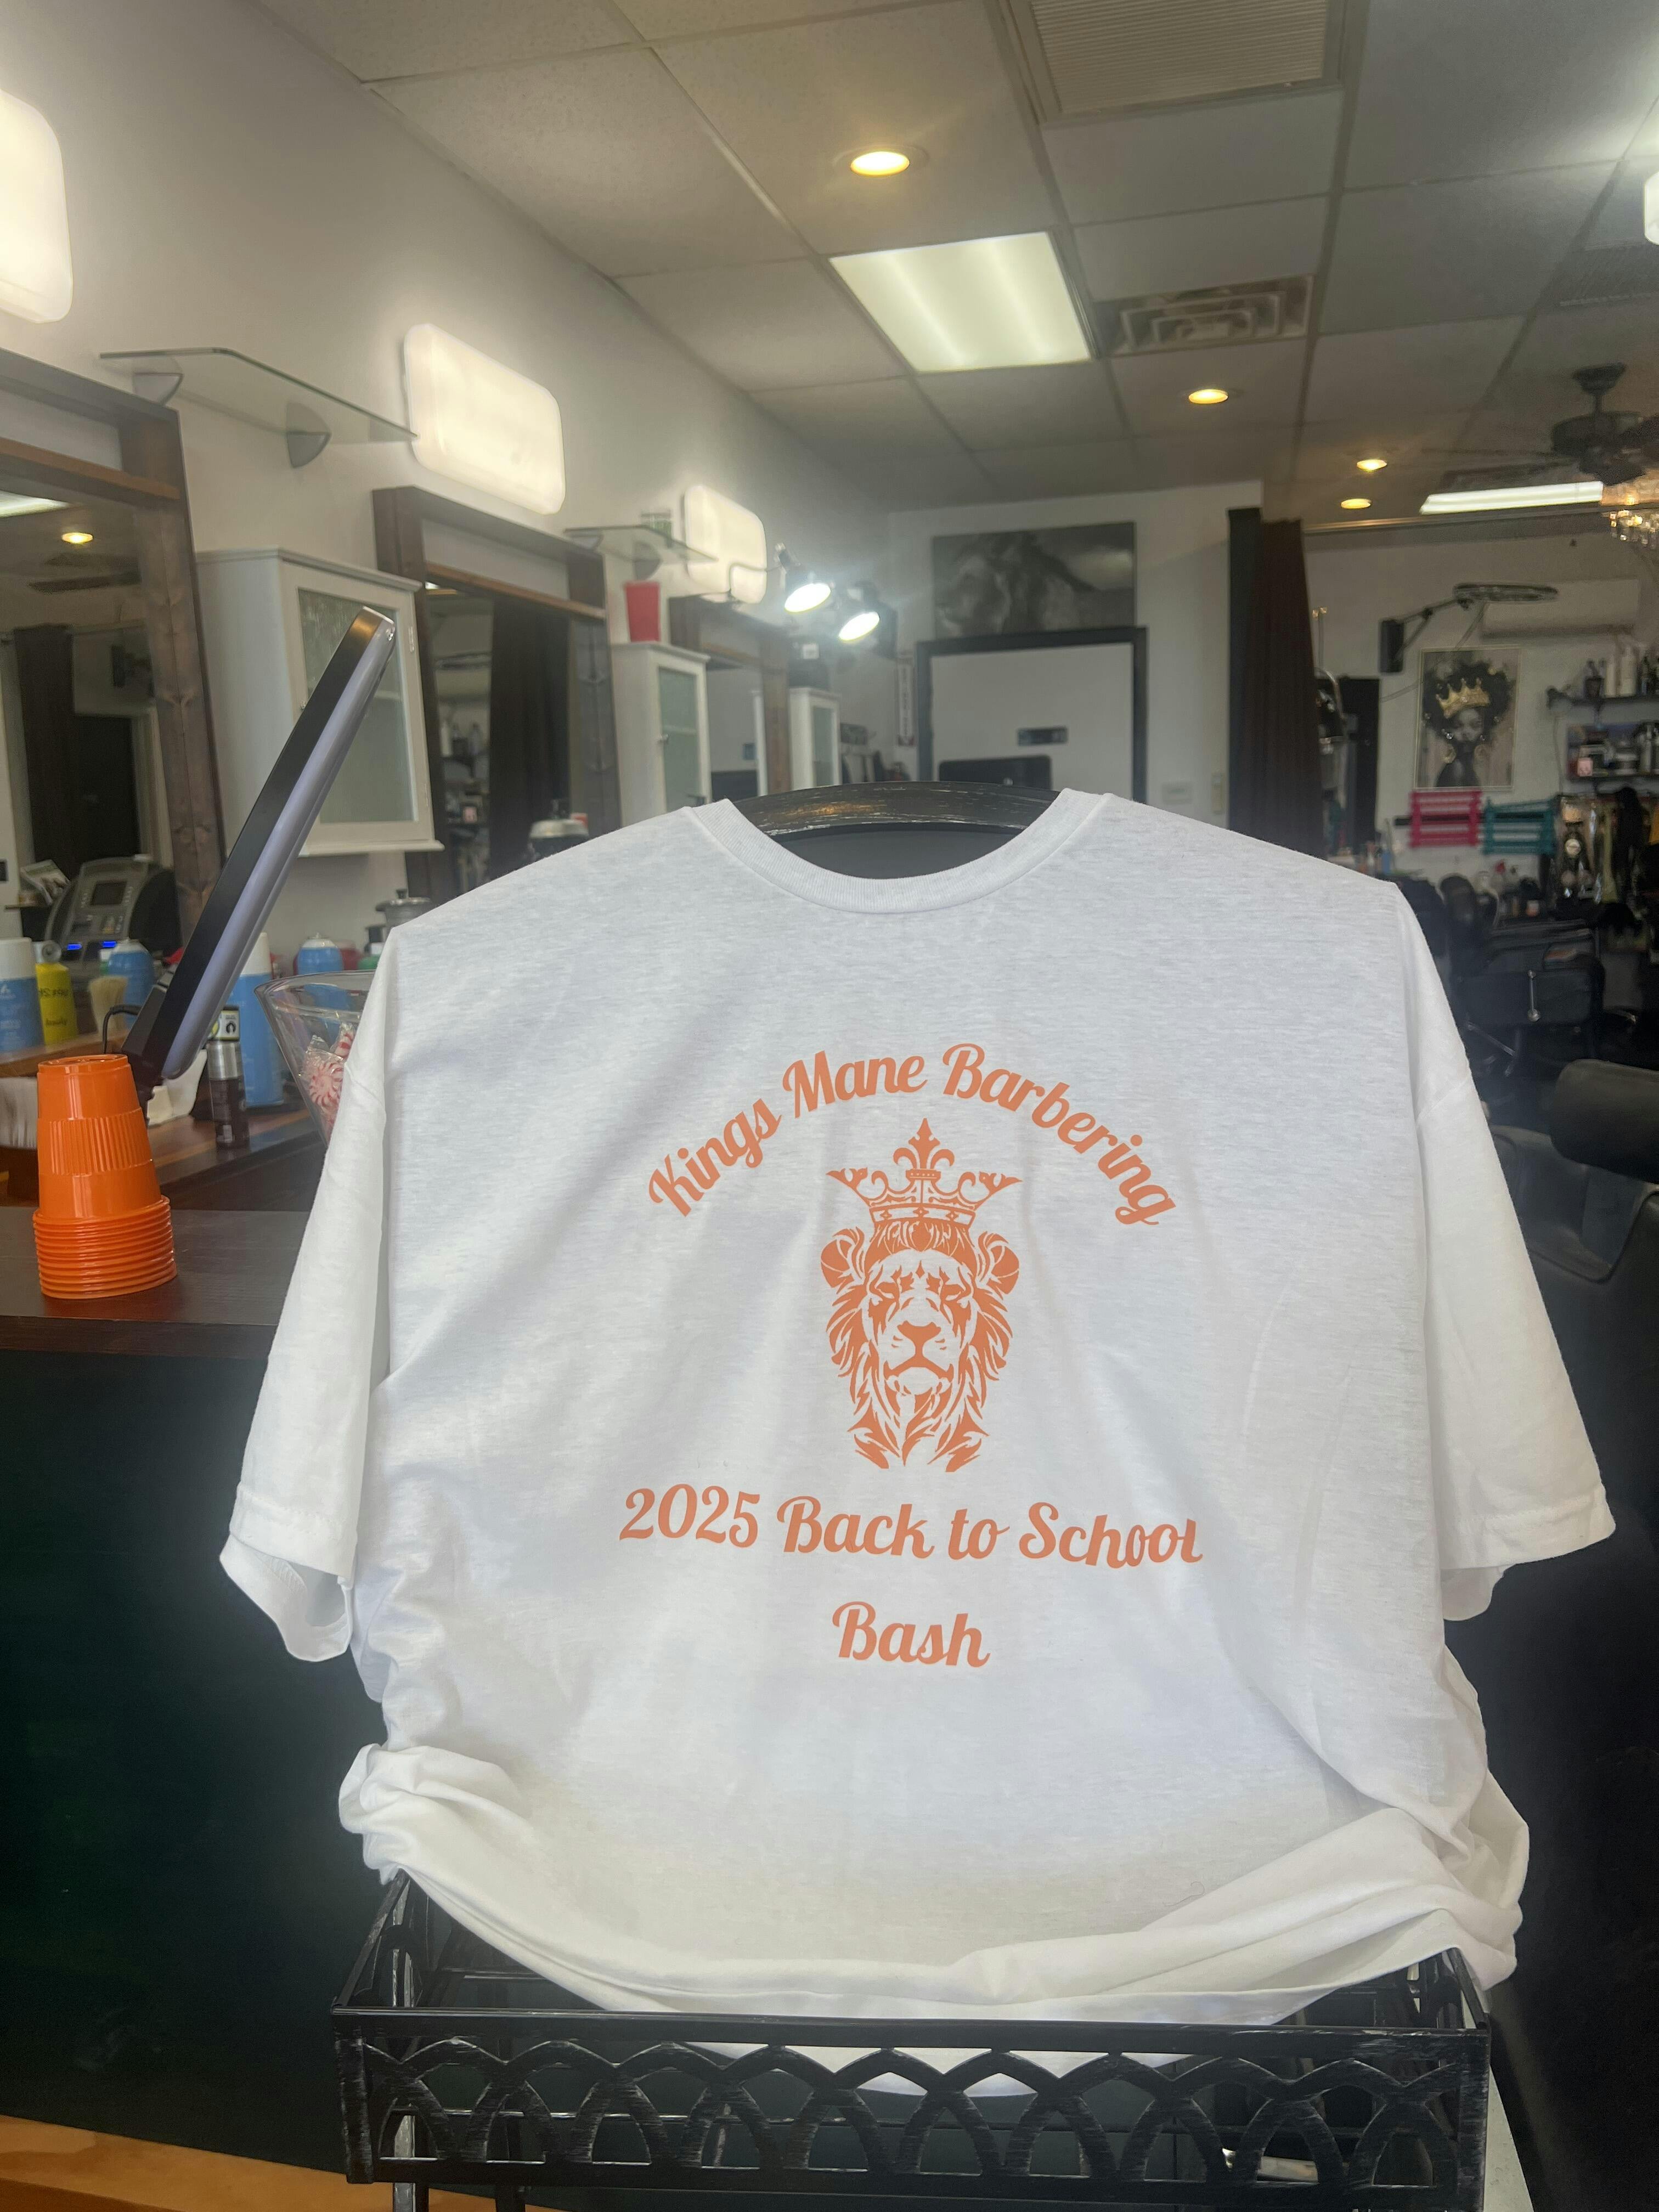 Kings Mane Barbering
2025 Back to School
Bash